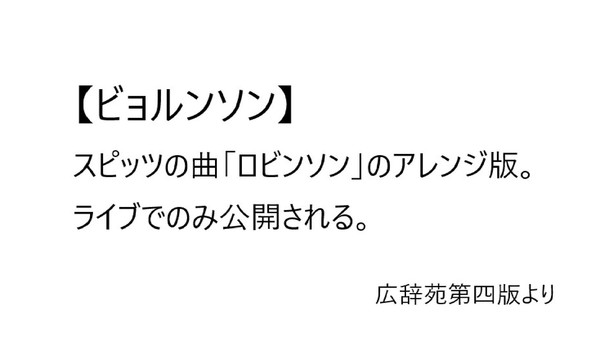 【ビョルンソン】
スピッツの曲「ロビンソン」のアレンジ版。
ライブでのみ公開される。
広辞苑第四版より